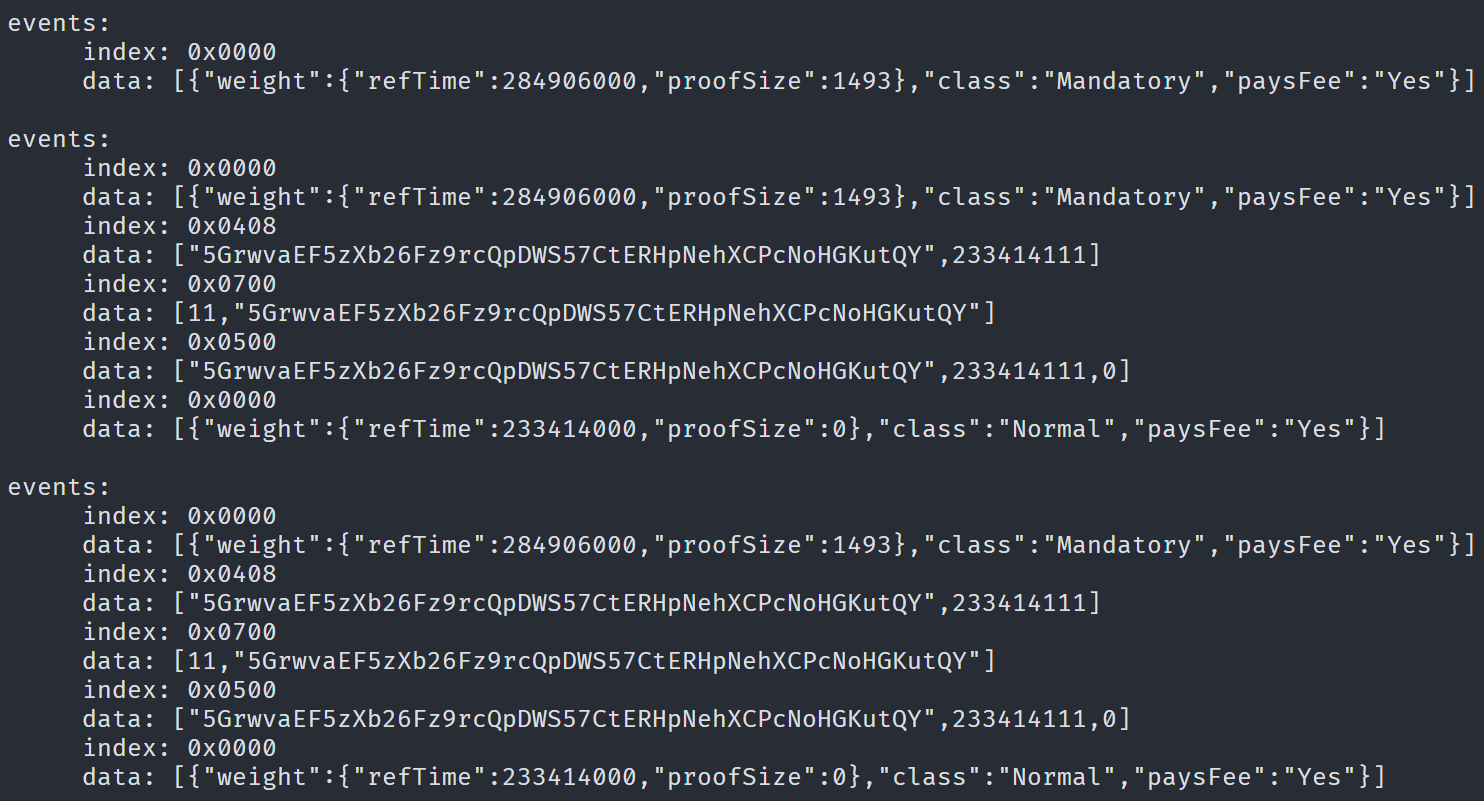 events:
index: 0x0000
data: [{"weight":{"refTime":284906000,"proofSize":1493},"class":"Mandatory","paysFee":"Yes"}]
events:
index: 0x0000
data: [{"weight":{"refTime":284906000,"proofSize":1493},"class":"Mandatory","paysFee":"Yes"}]
index: 0x0408
data: ["5GrwvaEF5zXb26Fz9rcQpDWS57CtERHpNehXCPcNoHGKutQY",233414111]
index: 0x0700
data: [11,"5GrwvaEF5zXb26Fz9rcQpDWS57CtERHpNehXCPcNoHGKutQY"]
index: 0x0500
data: ["5GrwvaEF5zXb26Fz9rcQpDWS57CtERHpNehXCPcNoHGKutQY",233414111,0]
index: 0x0000
data: [{"weight":{"refTime":233414000,"proofSize":0},"class":"Normal","paysFee":"Yes"}]
events:
index: 0x0000
data: [{"weight":{"refTime":284906000,"proofSize":1493},"class":"Mandatory","paysFee":"Yes"}]
index: 0x0408
data: ["5GrwvaEF5zXb26Fz9rcQpDWS57CtERHpNehXCPcNoHGKutQY",233414111]
index: 0x0700
data: [11,"5GrwvaEF5zXb26Fz9rcQpDWS57CtERHpNehXCPcNoHGKutQY"]
index: 0x0500
data: ["5GrwvaEF5zXb26Fz9rcQpDWS57CtERHpNehXCPcNoHGKutQY",233414111,0]
index: 0x0000
data: [{"weight":{"refTime":233414000,"proofSize":0},"class":"Normal","paysFee":"Yes"}]